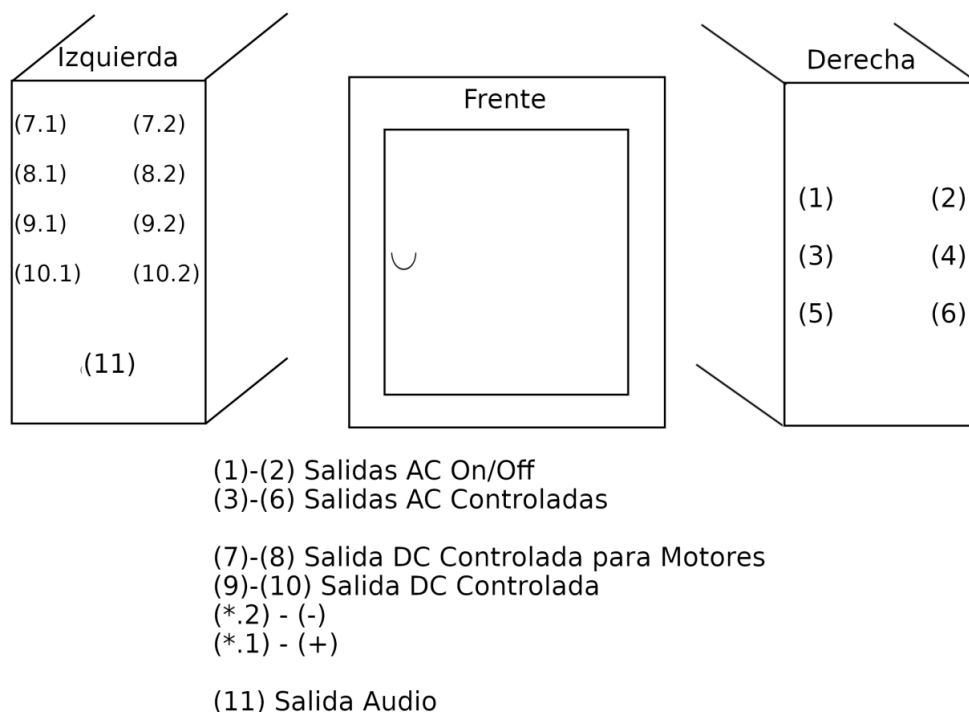 Izquierda
(7.1) (7.2)
(8.1) (8.2)
(9.1) (9.2)
(10.1) (10.2)
(11)
Frente
Derecha
(1) (2)
(3) (4)
(5) (6)
(1)-(2) Salidas AC On/Off
(3)-(6) Salidas AC Controladas
(7)-(8) Salida DC Controlada para Motores
(9)-(10) Salida DC Controlada
(*.2) - (-)
(*.1) - (+)
(11) Salida Audio